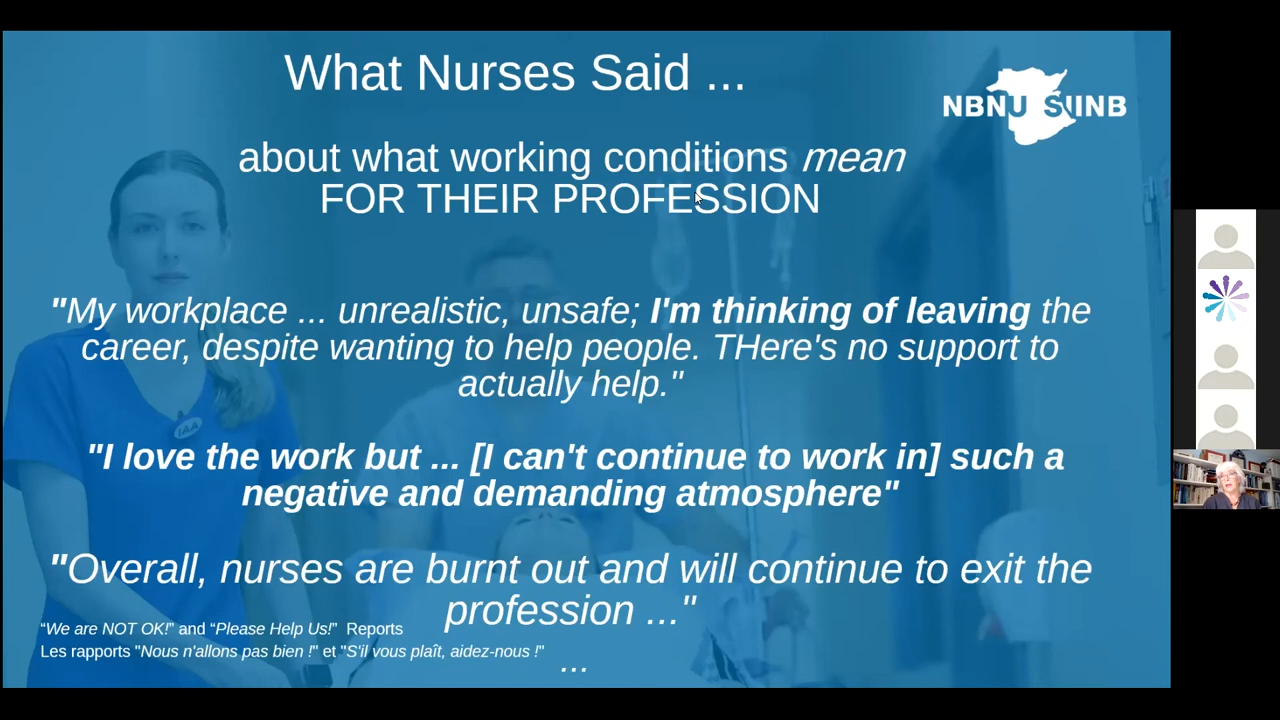 What Nurses Said ...
NBNU SIINB
about what working conditions mean
FOR THEIR PROFESSION
"My workplace ... unrealistic, unsafe; I'm thinking of leaving the
career, despite wanting to help people. THere's no support to
actually help."
IAA
"I love the work but ... [I can't continue to work in] such a
negative and demanding atmosphere"
"Overall, nurses are burnt out and will continue to exit the
profession ..."
“We are NOT OK!” and “Please Help Us!” Reports
Les rapports "Nous n'allons pas bien !" et "S'il vous plaît, aidez-nous !"
...